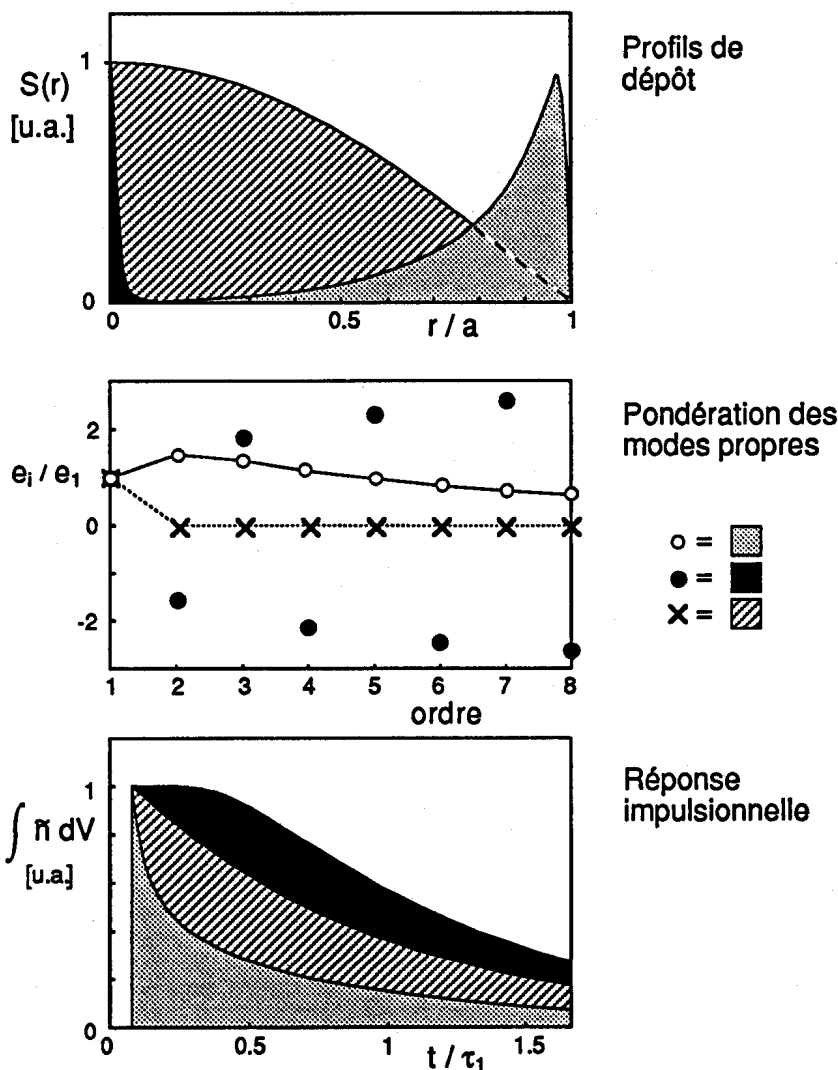 Profils de
dépôt
1
S(r)
[u.a.]
0
0
0.5
1
r / a
Pondération des
modes propres
2
e_i / e_1
0
-2
1 2 3 4 5 6 7 8
ordre
o =
● =
× =
Réponse
impulsionnelle
1
∫ ñ dV
[u.a.]
0
0.5
1
1.5
t / τ_1